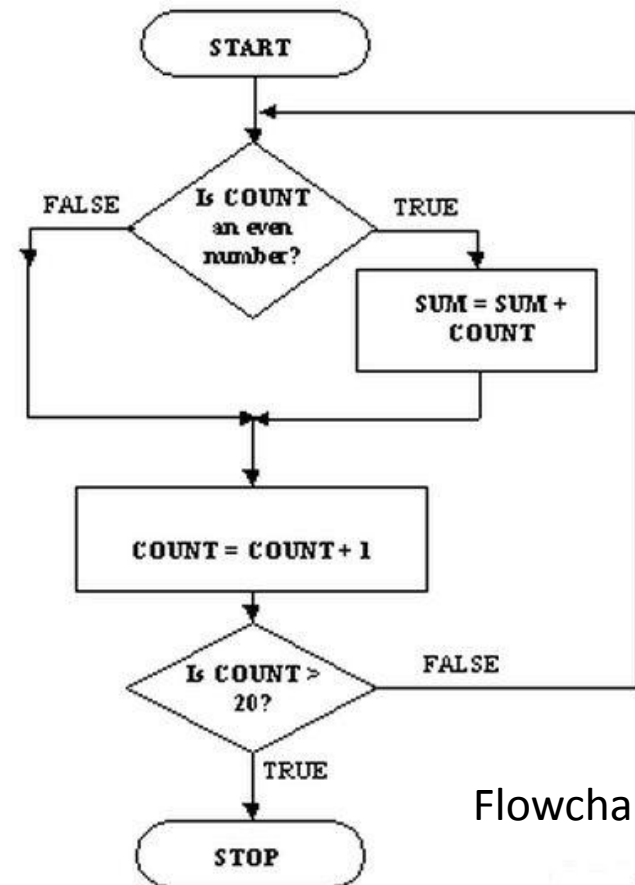 START
Is COUNT
an even
number?
FALSE
TRUE
SUM = SUM +
COUNT
COUNT = COUNT + 1
Is COUNT >
20?
FALSE
TRUE
STOP
Flowcha